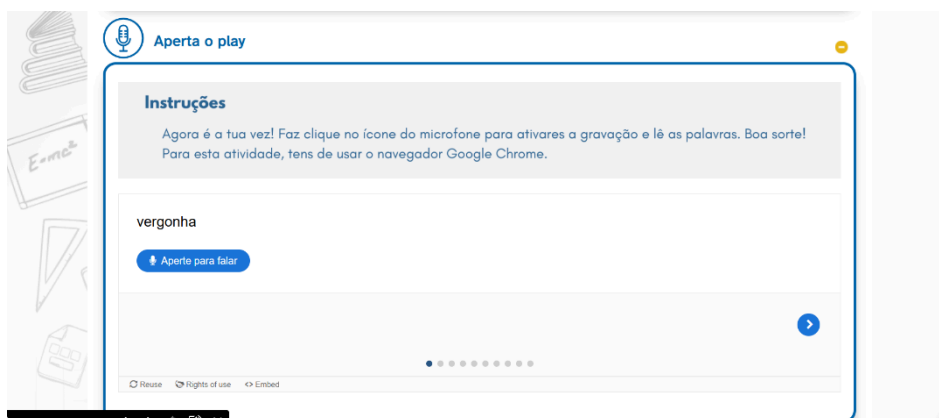 Aperta o play
Instruções
Agora é a tua vez! Faz clique no ícone do microfone para ativares a gravação e lê as palavras. Boa sorte!
Para esta atividade, tens de usar o navegador Google Chrome.
E=mc²
vergonha
Aperte para falar
Reuse Rights of use <> Embed